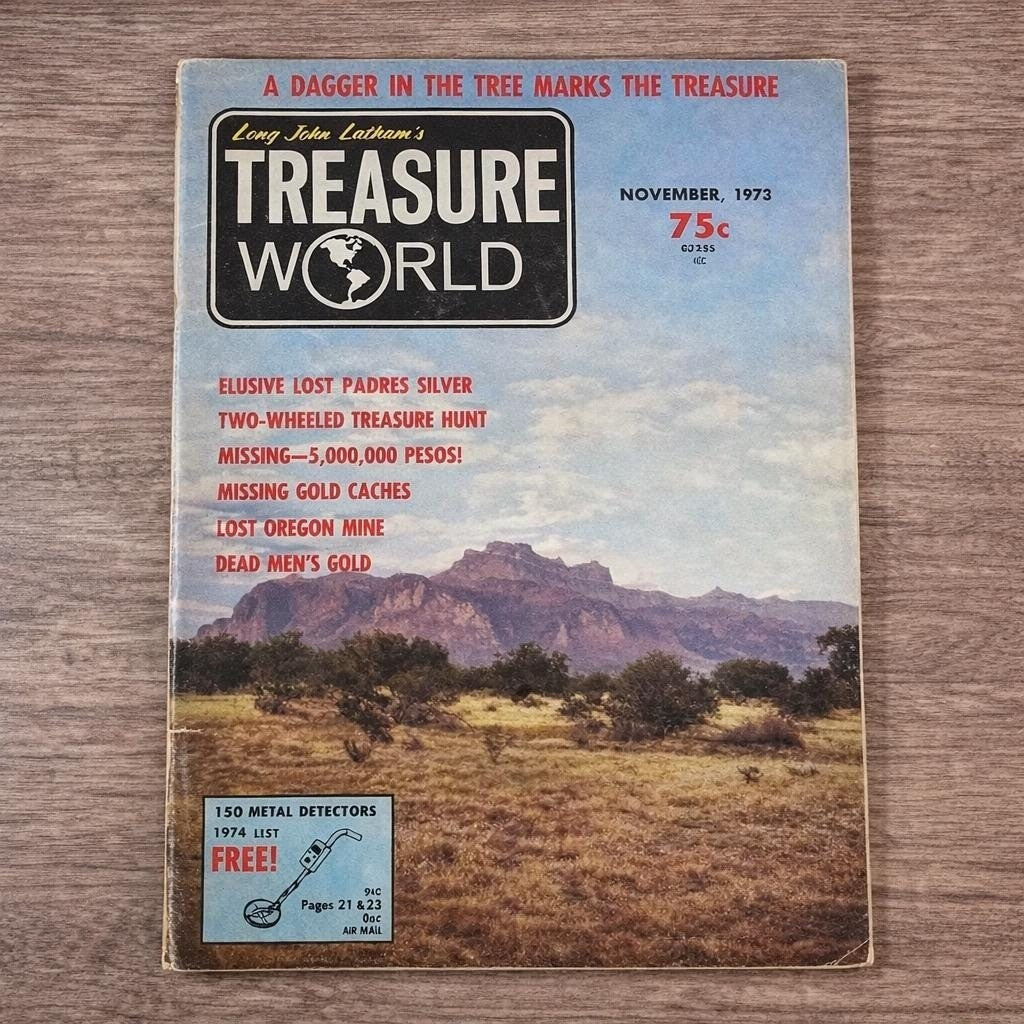 A DAGGER IN THE TREE MARKS THE TREASURE
Long John Latham's
TREASURE
WORLD
NOVEMBER, 1973
75c
ELUSIVE LOST PADRES SILVER
TWO-WHEELED TREASURE HUNT
MISSING—5,000,000 PESOS!
MISSING GOLD CACHES
LOST OREGON MINE
DEAD MEN'S GOLD
150 METAL DETECTORS
1974 LIST
FREE!
Pages 21 & 23
AIR MAIL